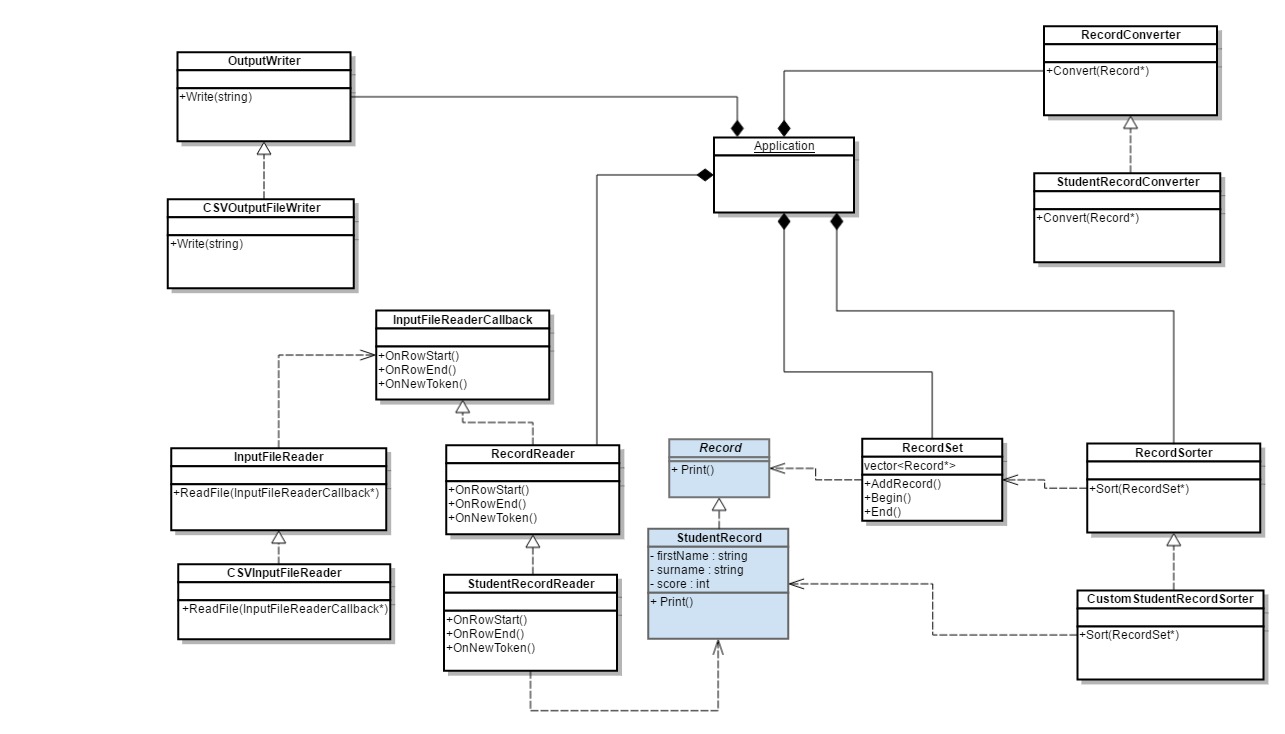 OutputWriter
+Write(string)
CSVOutputFileWriter
+Write(string)
RecordConverter
+Convert(Record*)
Application
StudentRecordConverter
+Convert(Record*)
InputFileReaderCallback
+OnRowStart()
+OnRowEnd()
+OnNewToken()
InputFileReader
+ReadFile(InputFileReaderCallback*)
CSVInputFileReader
+ReadFile(InputFileReaderCallback*)
RecordReader
+OnRowStart()
+OnRowEnd()
+OnNewToken()
StudentRecordReader
+OnRowStart()
+OnRowEnd()
+OnNewToken()
Record
+ Print()
StudentRecord
- firstName : string
- surname : string
- score : int
+ Print()
RecordSet
vector<Record*>
+AddRecord()
+Begin()
+End()
RecordSorter
+Sort(RecordSet*)
CustomStudentRecordSorter
+Sort(RecordSet*)